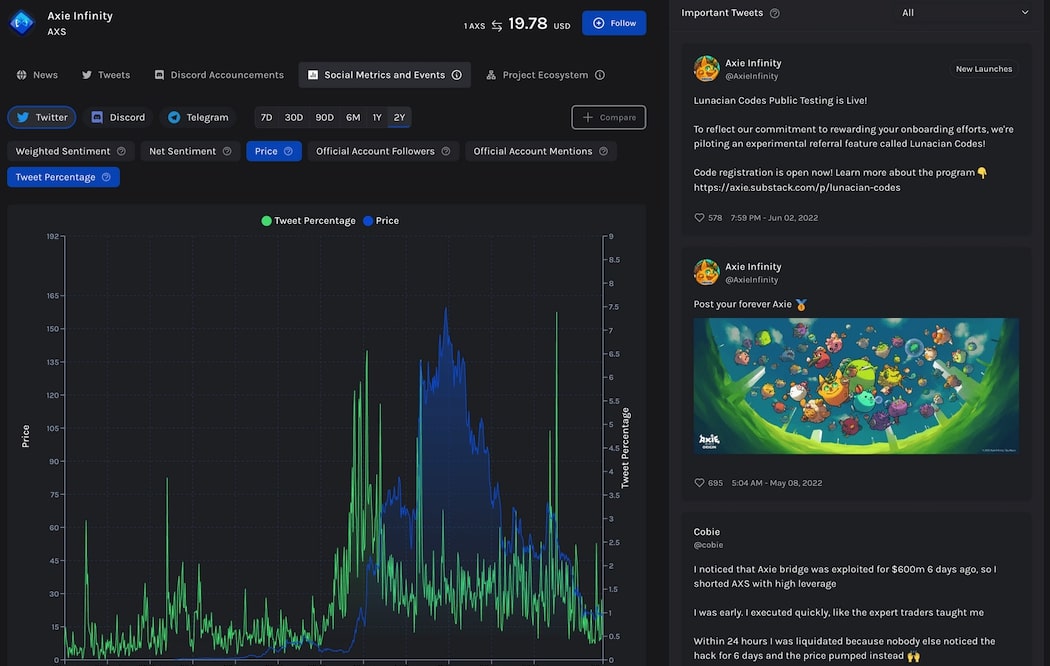 Axie Infinity
AXS
1 AXS 19.78 USD
Follow
News
Tweets
Discord Accouncements
Social Metrics and Events
Project Ecosystem
Twitter
Discord
Telegram
7D 30D 90D 6M 1Y 2Y
Compare
Weighted Sentiment
Net Sentiment
Price
Official Account Followers
Official Account Mentions
Tweet Percentage
Tweet Percentage Price
192
165
150
135
120
105
90
75
60
45
30
15
0
Price
9
8.5
8
7.5
7
6.5
6
5.5
5
4.5
4
3.5
3
2.5
2
1.5
1
0.5
0
Tweet Percentage
Important Tweets
All
Axie Infinity
@AxieInfinity
New Launches
Lunacian Codes Public Testing is Live!
To reflect our commitment to rewarding your onboarding efforts, we're
piloting an experimental referral feature called Lunacian Codes!
Code registration is open now! Learn more about the program👇
https://axie.substack.com/p/lunacian-codes
578 7:59 PM - Jun 02, 2022
Axie Infinity
@AxieInfinity
Post your forever Axie 🏅
AXIE
695 5:04 AM - May 08, 2022
Cobie
@cobie
I noticed that Axie bridge was exploited for $600m 6 days ago, so I
shorted AXS with high leverage
I was early. I executed quickly, like the expert traders taught me
Within 24 hours I was liquidated because nobody else noticed the
hack for 6 days and the price pumped instead 🙌